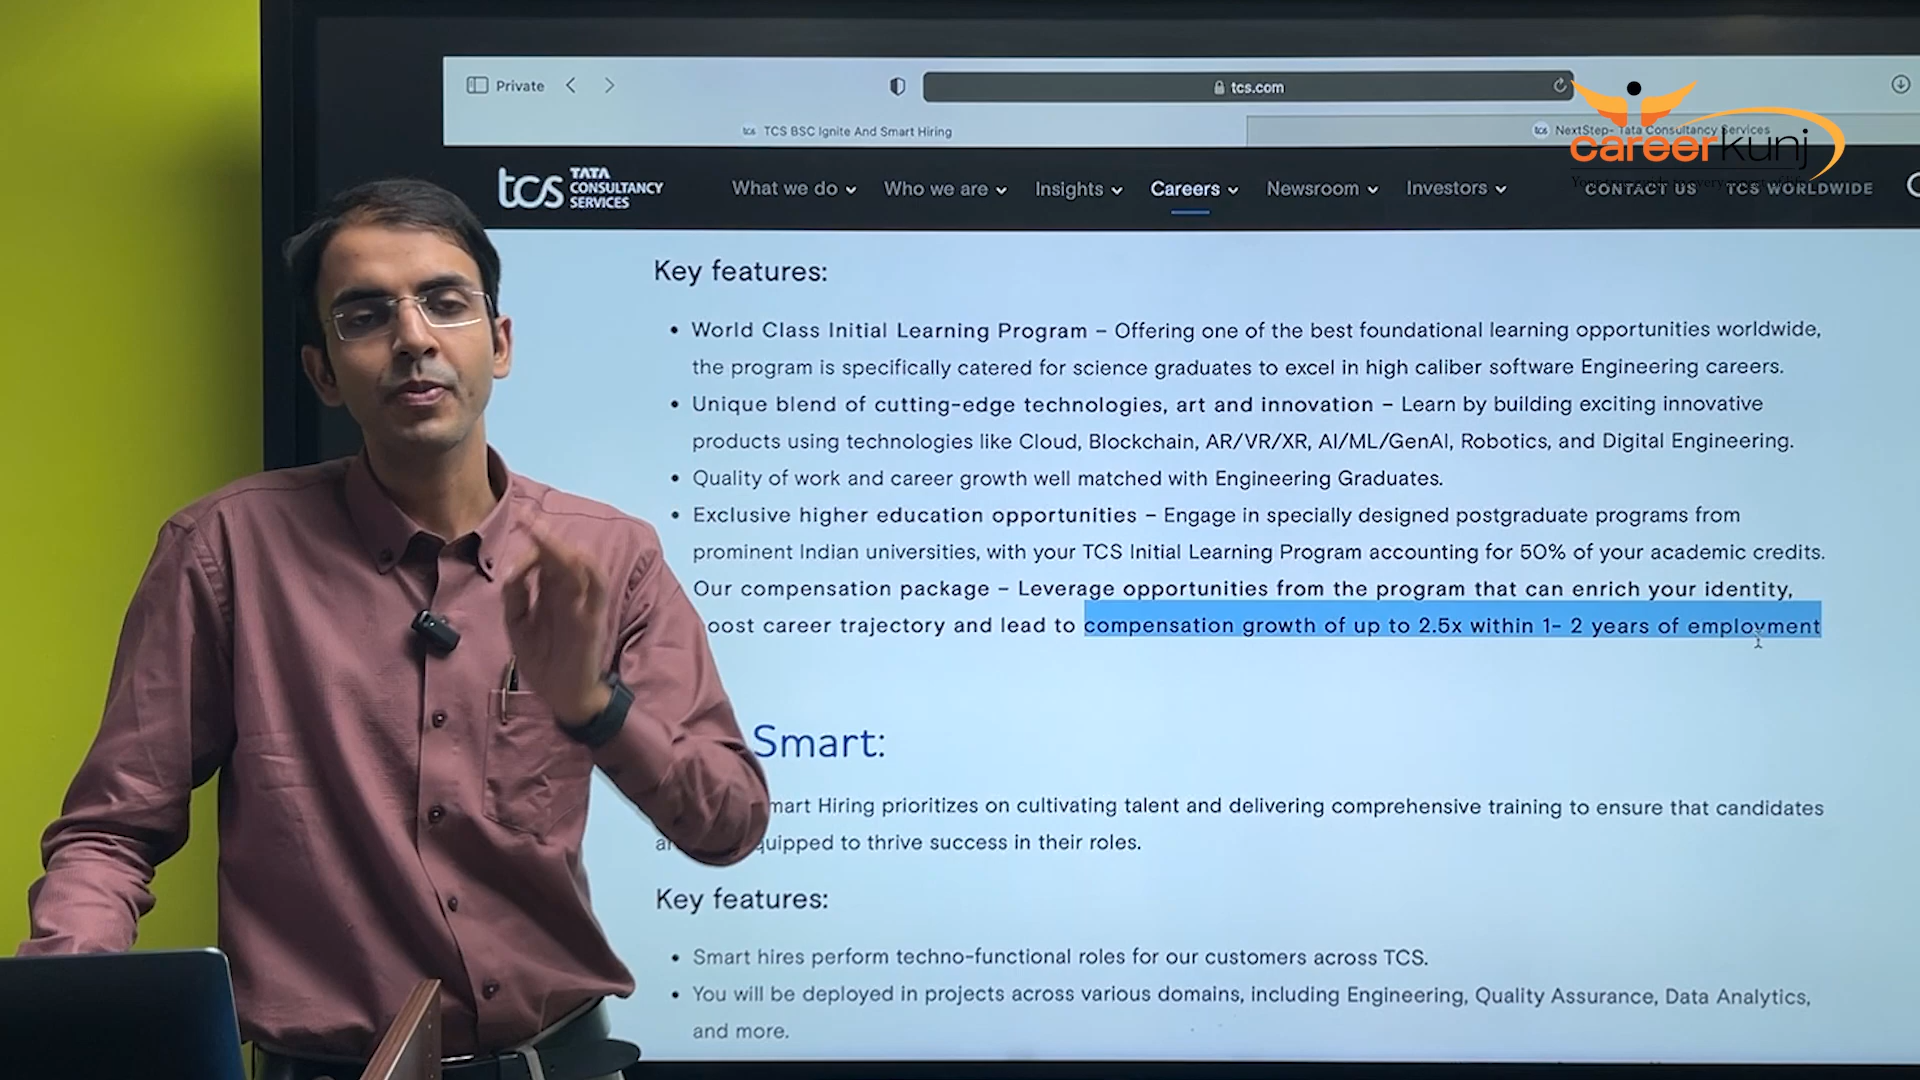 Private
tcs.com
tcs TCS BSC Ignite And Smart Hiring
tcs NextStep- Tata Consultancy Services
careerkunj
tcs TATA CONSULTANCY SERVICES
What we do
Who we are
Insights
Careers
Newsroom
Investors
CONTACT US
TCS WORLDWIDE
Key features:
• World Class Initial Learning Program – Offering one of the best foundational learning opportunities worldwide,
the program is specifically catered for science graduates to excel in high caliber software Engineering careers.
• Unique blend of cutting-edge technologies, art and innovation – Learn by building exciting innovative
products using technologies like Cloud, Blockchain, AR/VR/XR, AI/ML/GenAI, Robotics, and Digital Engineering.
• Quality of work and career growth well matched with Engineering Graduates.
• Exclusive higher education opportunities – Engage in specially designed postgraduate programs from
prominent Indian universities, with your TCS Initial Learning Program accounting for 50% of your academic credits.
Our compensation package – Leverage opportunities from the program that can enrich your identity,
oost career trajectory and lead to compensation growth of up to 2.5x within 1- 2 years of employment
Smart:
mart Hiring prioritizes on cultivating talent and delivering comprehensive training to ensure that candidates
quipped to thrive success in their roles.
Key features:
• Smart hires perform techno-functional roles for our customers across TCS.
• You will be deployed in projects across various domains, including Engineering, Quality Assurance, Data Analytics,
and more.